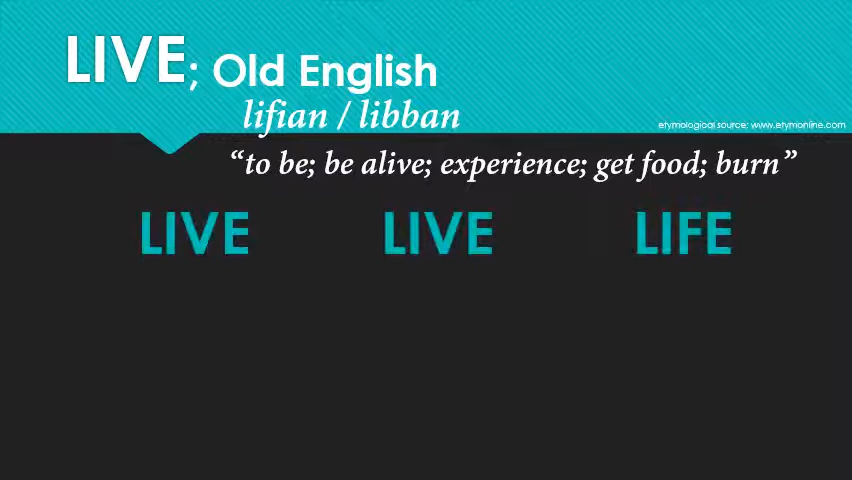 LIVE; Old English
lifian / libban
etymological source: www.etymonline.com
“to be; be alive; experience; get food; burn”
LIVE LIVE LIFE